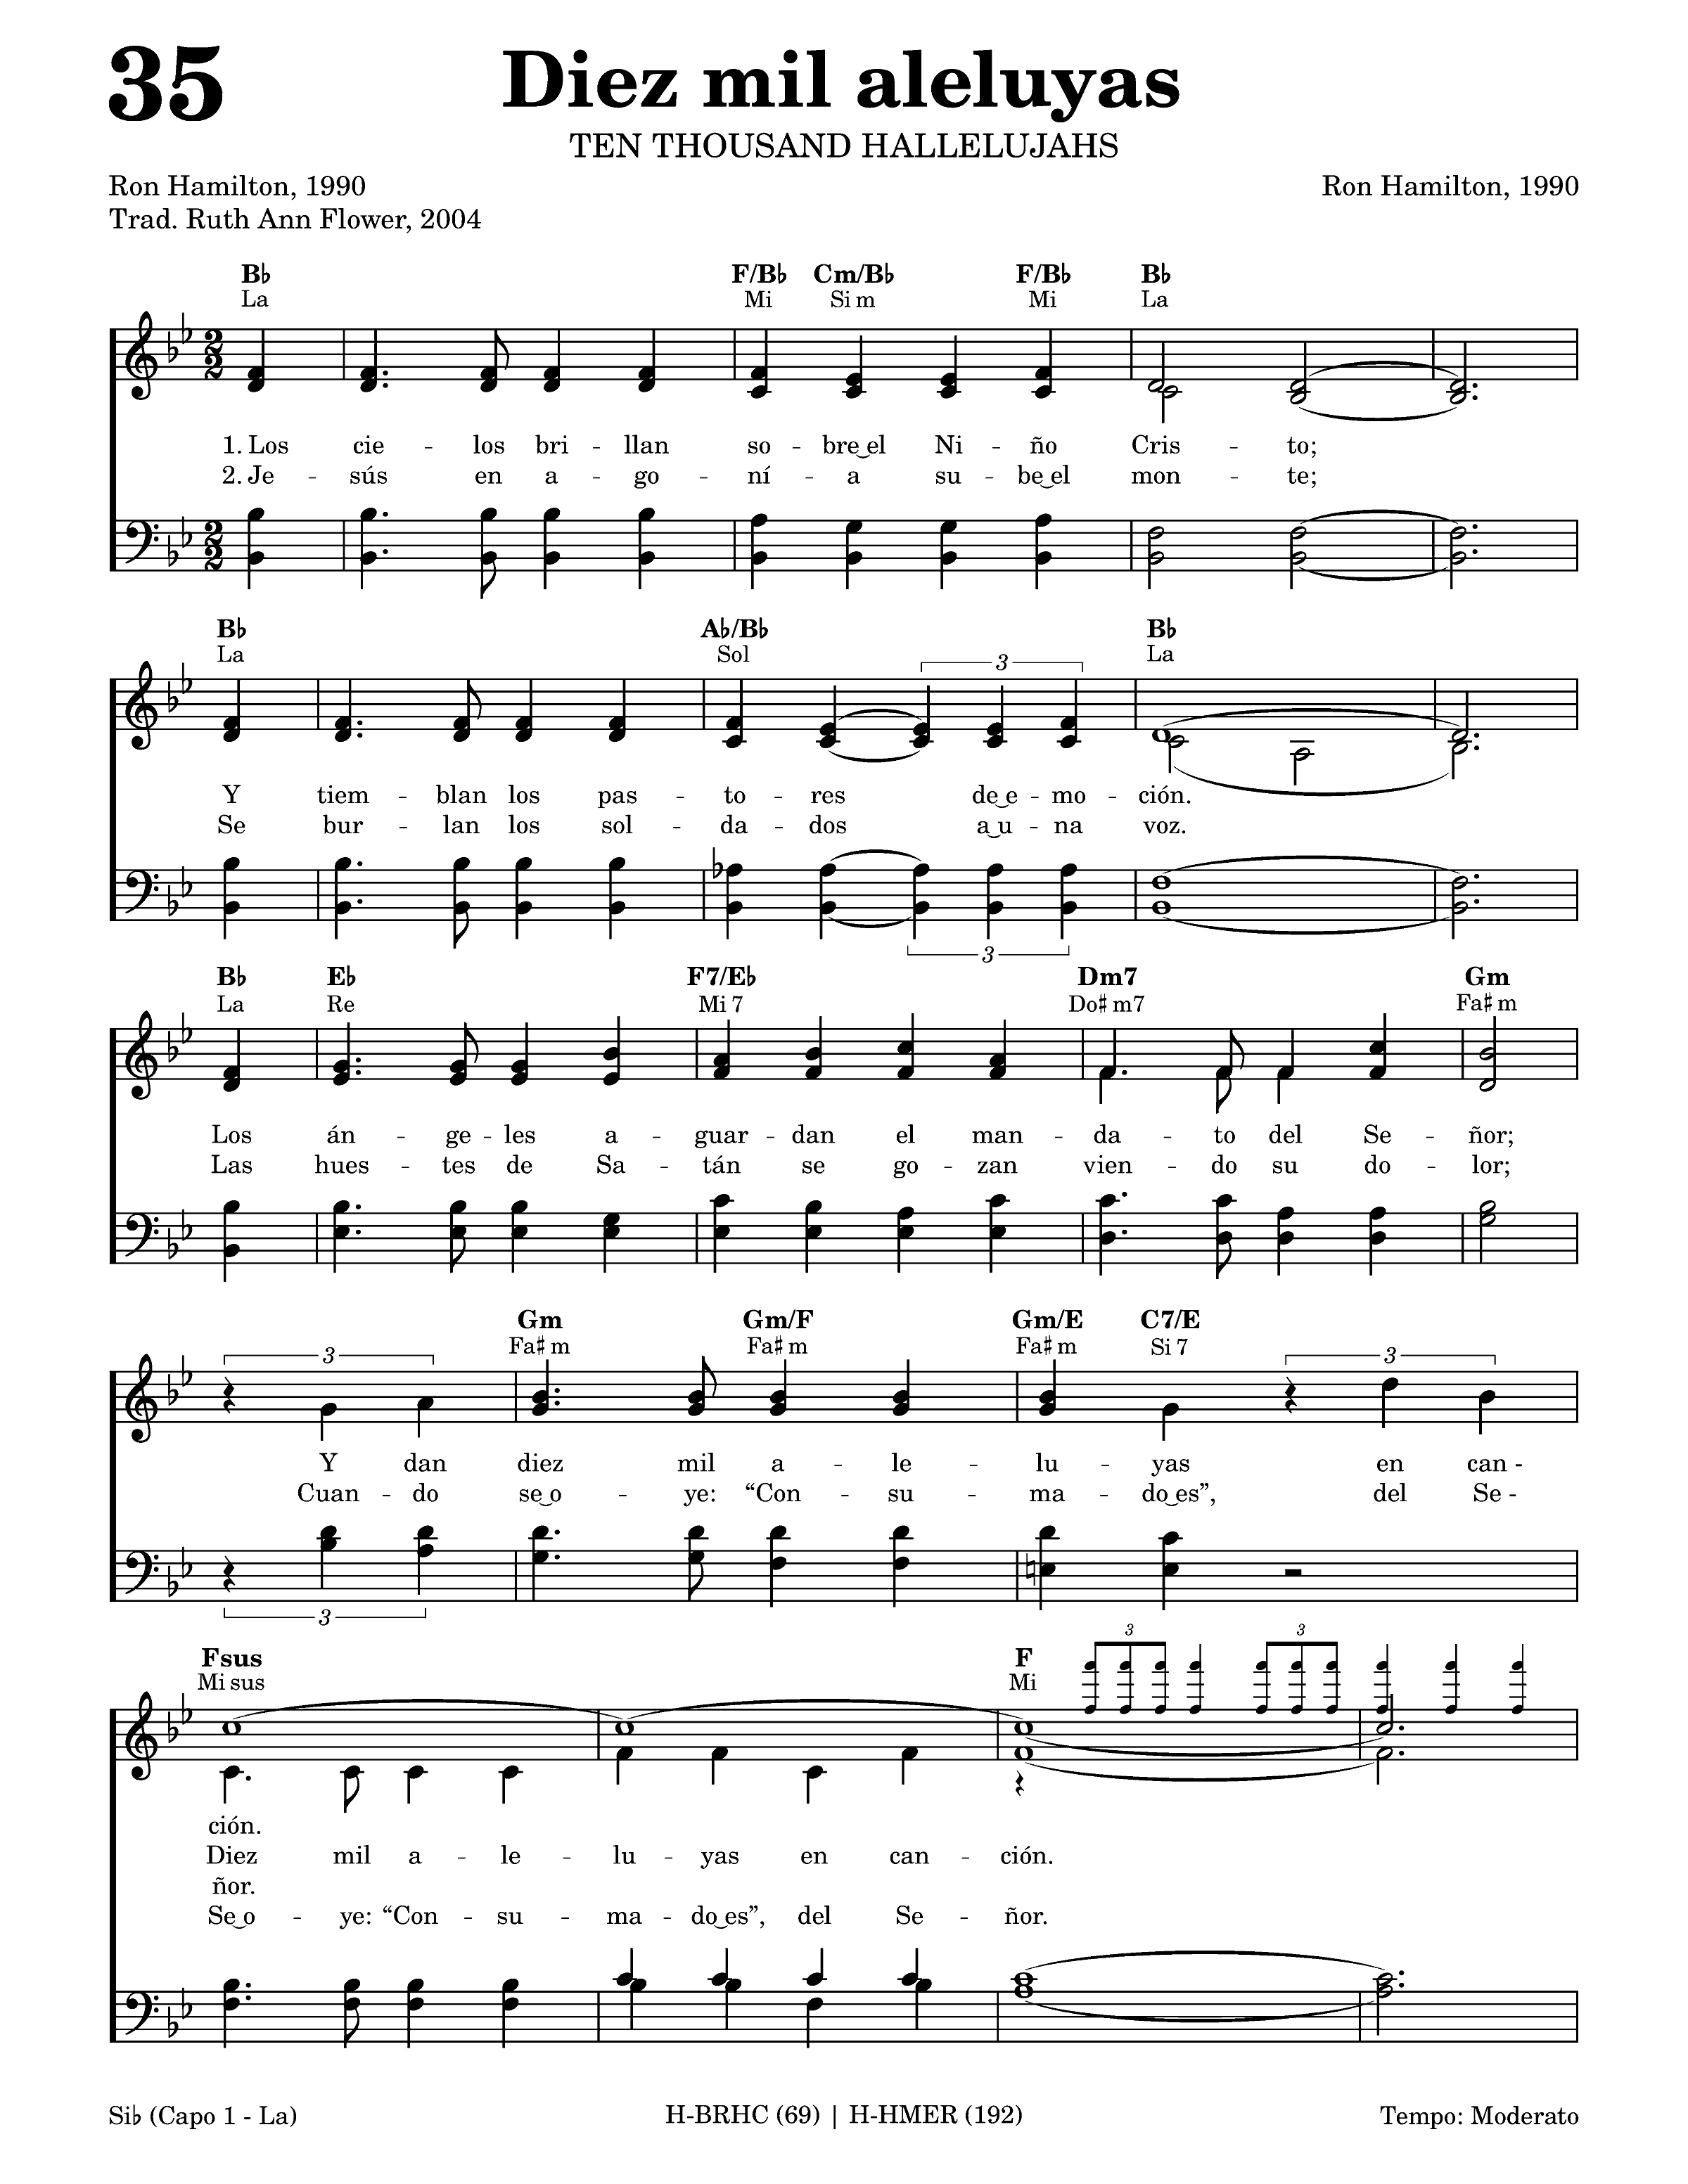 35
Diez mil aleluyas
TEN THOUSAND HALLELUJAHS
Ron Hamilton, 1990 Ron Hamilton, 1990
Trad. Ruth Ann Flower, 2004
B♭ F/B♭ Cm/B♭ F/B♭ B♭
La Mi Si m Mi La
1. Los cie - los bri - llan so - bre‿el Ni - ño Cris - to;
2. Je - sús en a - go - ní - a su - be‿el mon - te;
B♭ A♭/B♭ B♭
La Sol La
3
Y tiem - blan los pas - to - res de‿e - mo - ción.
Se bur - lan los sol - da - dos a‿u - na voz.
3
B♭ E♭ F7/E♭ Dm7 Gm
La Re Mi 7 Do♯ m7 Fa♯ m
Los án - ge - les a - guar - dan el man - da - to del Se - ñor;
Las hues - tes de Sa - tán se go - zan vien - do su do - lor;
Gm Gm/F Gm/E C7/E
Fa♯ m Fa♯ m Fa♯ m Si 7
3 3
Y dan diez mil a - le - lu - yas en can -
Cuan - do se‿o - ye: “Con - su - ma - do‿es”, del Se -
3
3 3
Fsus F
Mi sus Mi
ción.
Diez mil a - le - lu - yas en can - ción.
ñor.
Se‿o - ye: “Con - su - ma - do‿es”, del Se - ñor.
Si♭ (Capo 1 - La) H-BRHC (69) | H-HMER (192) Tempo: Moderato